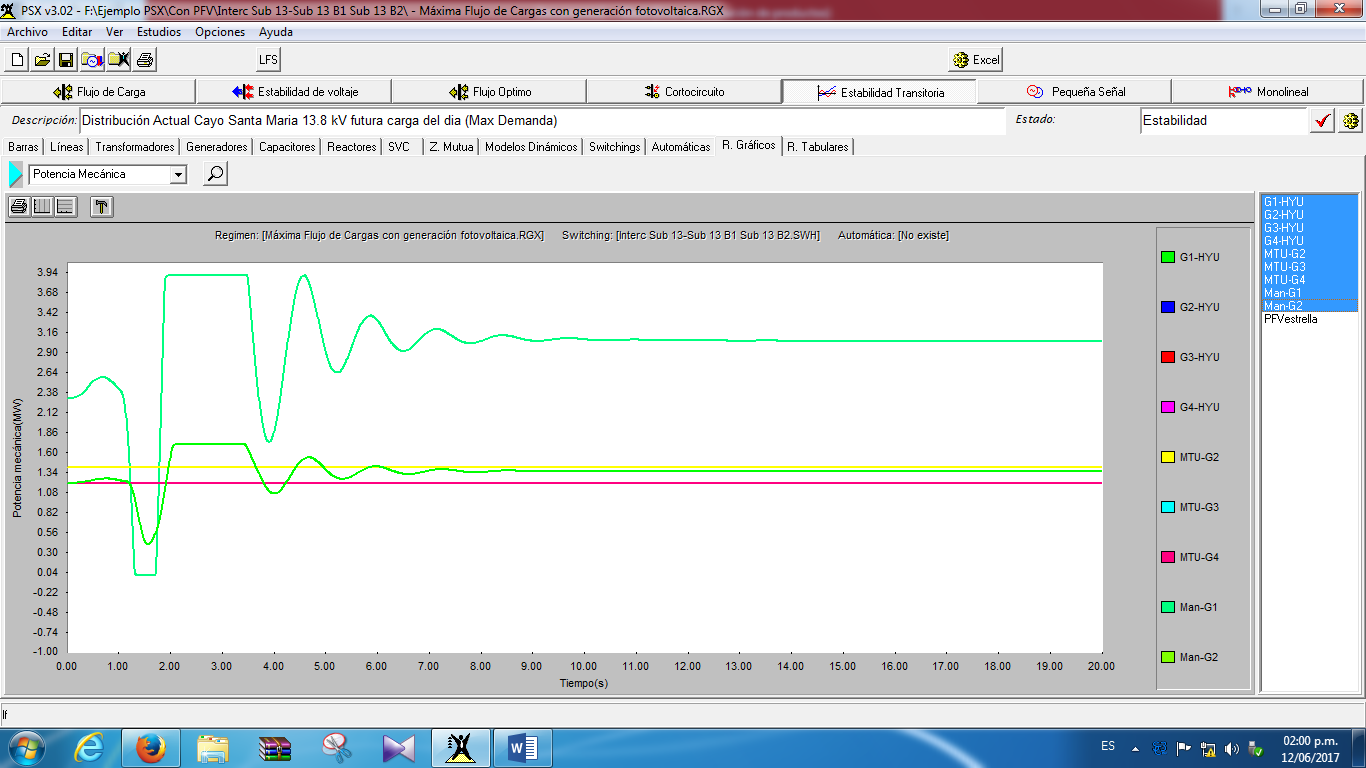 PSX v3.02 - F:\Ejemplo PSX\Con PFV\Interc Sub 13-Sub 13 B1 Sub 13 B2\ - Máxima Flujo de Cargas con generación fotovoltaica.RGX
Archivo Editar Ver Estudios Opciones Ayuda
LFS Excel
Flujo de Carga Estabilidad de voltaje Flujo Optimo Cortocircuito Estabilidad Transitoria Pequeña Señal Monolineal
Descripción: Distribución Actual Cayo Santa Maria 13.8 kV futura carga del dia (Max Demanda) Estado: Estabilidad
Barras Líneas Transformadores Generadores Capacitores Reactores SVC Z. Mutua Modelos Dinámicos Switchings Automáticas R. Gráficos R. Tabulares
Potencia Mecánica
Regimen: [Máxima Flujo de Cargas con generación fotovoltaica.RGX] Switching: [Interc Sub 13-Sub 13 B1 Sub 13 B2.SWH] Automática: [No existe]
Potencia mecánica(MW)
3.94
3.68
3.42
3.16
2.90
2.64
2.38
2.12
1.86
1.60
1.34
1.08
0.82
0.56
0.30
0.04
-0.22
-0.48
-0.74
-1.00
0.00 1.00 2.00 3.00 4.00 5.00 6.00 7.00 8.00 9.00 10.00 11.00 12.00 13.00 14.00 15.00 16.00 17.00 18.00 19.00 20.00
Tiempo(s)
G1-HYU
G2-HYU
G3-HYU
G4-HYU
MTU-G2
MTU-G3
MTU-G4
Man-G1
Man-G2
G1-HYU
G2-HYU
G3-HYU
G4-HYU
MTU-G2
MTU-G3
MTU-G4
Man-G1
Man-G2
PFVestrella
lf
ES
02:00 p.m.
12/06/2017